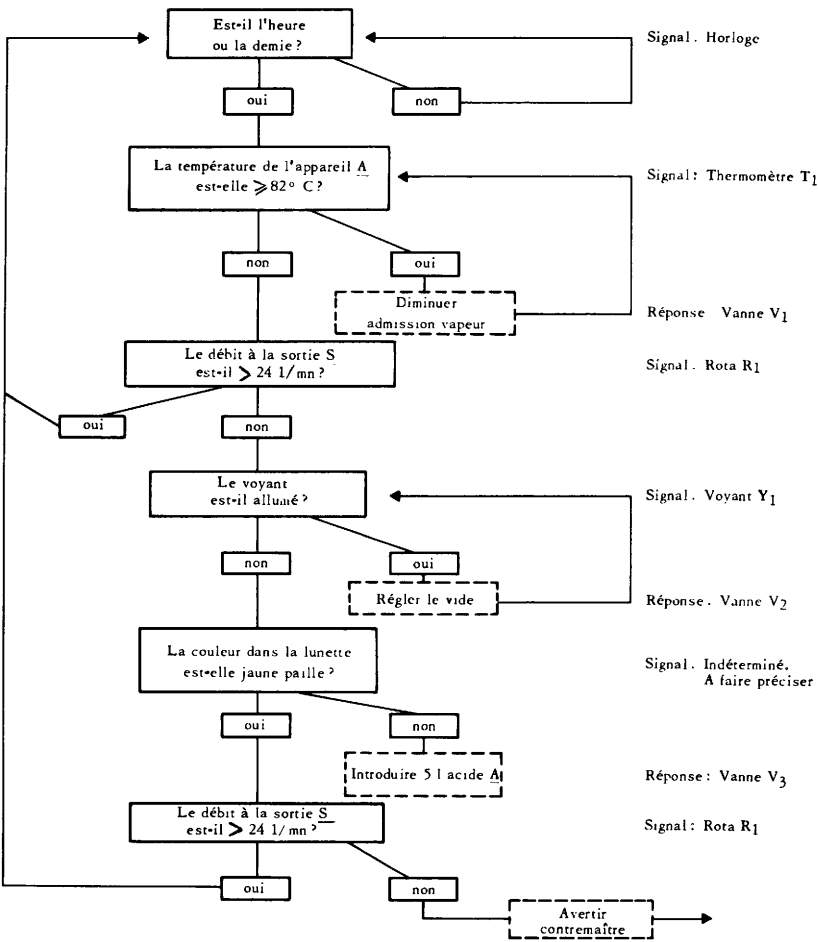 Est-il l'heure
ou la demie ?
Signal. Horloge
oui
non
La température de l'appareil A
est-elle ⩾ 82° C ?
Signal: Thermomètre T1
non
oui
Diminuer
admission vapeur
Réponse Vanne V1
Le débit à la sortie S
est-il > 24 l/mn ?
Signal. Rota R1
oui
non
Le voyant
est-il allumé ?
Signal. Voyant Y1
non
oui
Régler le vide
Réponse. Vanne V2
La couleur dans la lunette
est-elle jaune paille ?
Signal. Indéterminé.
A faire préciser
oui
non
Introduire 5 l acide A
Réponse: Vanne V3
Le débit à la sortie S
est-il > 24 l/mn ?
Signal: Rota R1
oui
non
Avertir
contremaître